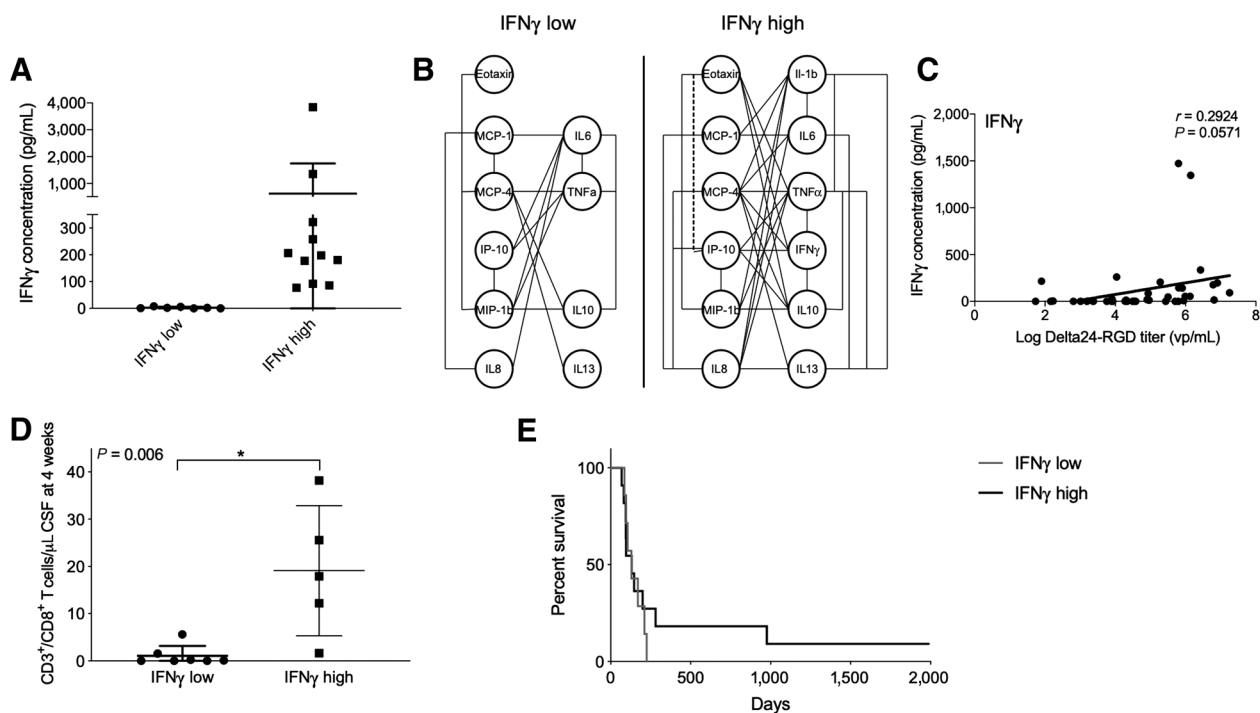 IFNγ low
IFNγ high
A
IFNγ concentration (pg/mL)
4,000
3,000
2,000
1,000
300
200
100
0
IFNγ low
IFNγ high
B
Eotaxin
MCP-1
IL6
MCP-4
TNFa
IP-10
MIP-1b
IL10
IL8
IL13
Eotaxin
Il-1b
MCP-1
IL6
MCP-4
TNFα
IP-10
IFNγ
MIP-1b
IL10
IL8
IL13
C
IFNγ concentration (pg/mL)
2,000
1,500
1,000
500
0
IFNγ
r = 0.2924
P = 0.0571
0 2 4 6 8
Log Delta24-RGD titer (vp/mL)
D
CD3⁺/CD8⁺ T cells/μL CSF at 4 weeks
P = 0.006
*
40
30
20
10
0
IFNγ low
IFNγ high
E
Percent survival
100
50
0
0 500 1,000 1,500 2,000
Days
IFNγ low
IFNγ high